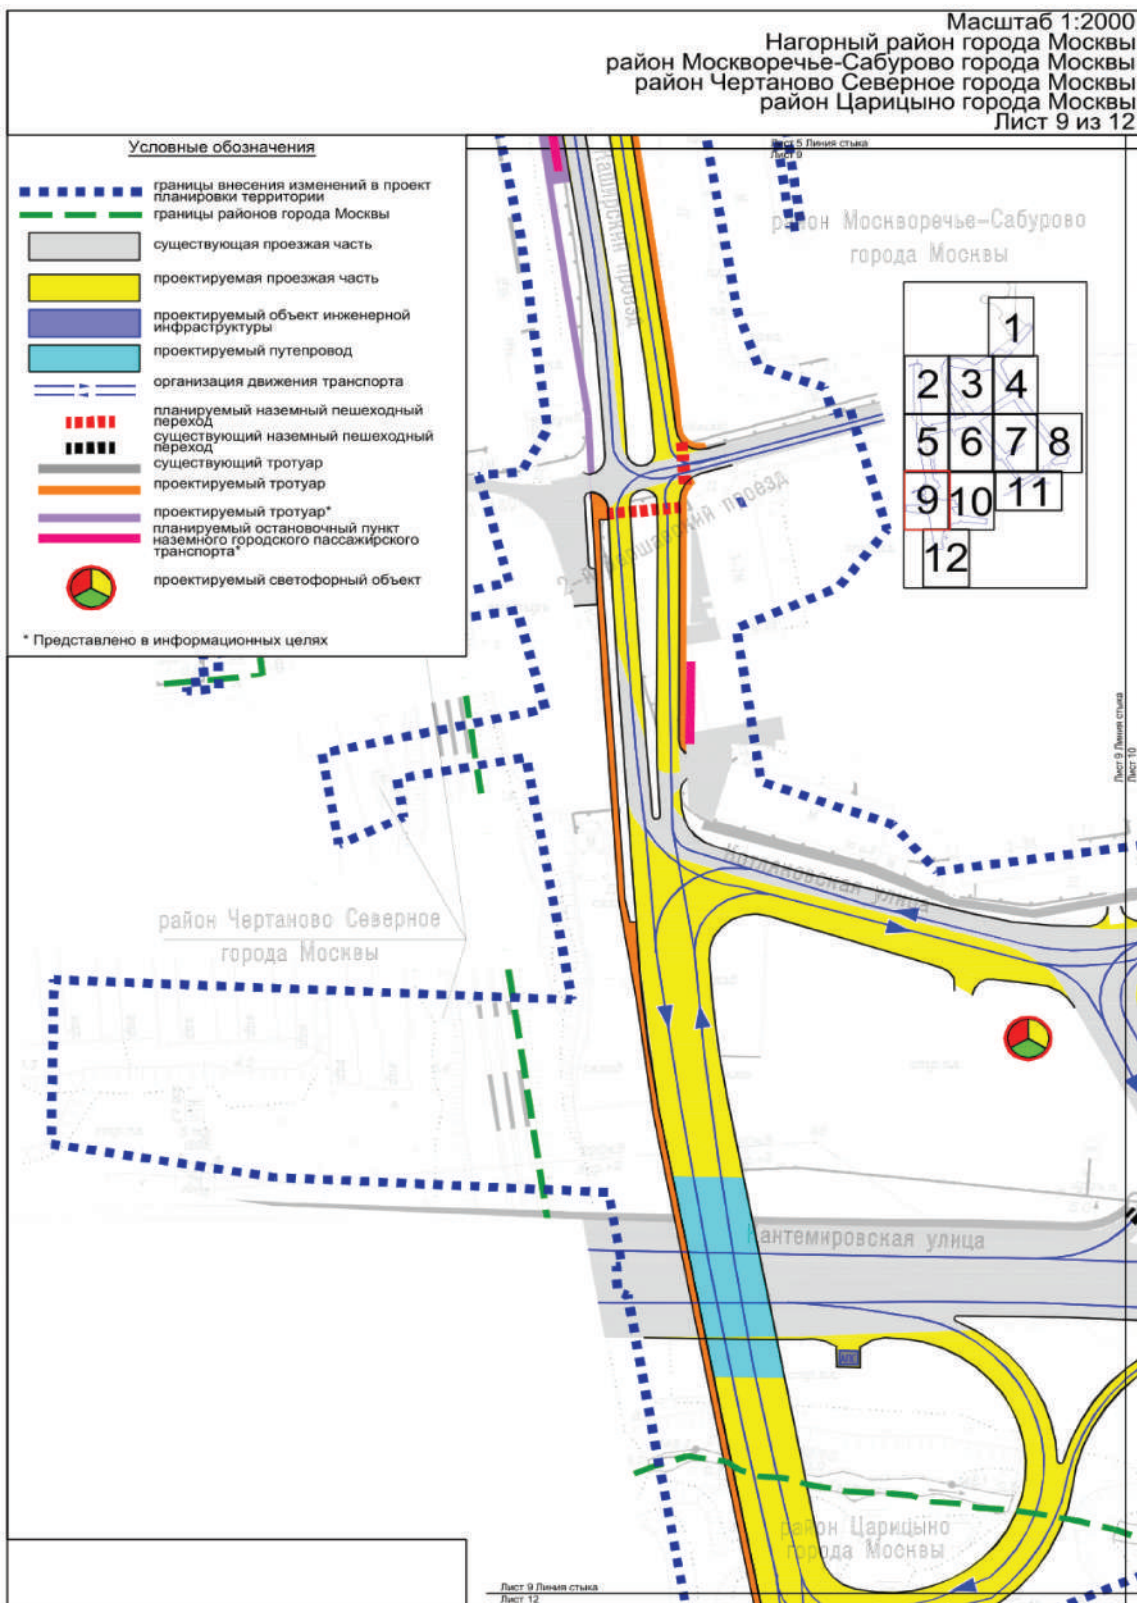 Масштаб 1:2000
Нагорный район города Москвы
район Москворечье-Сабурово города Москвы
район Чертаново Северное города Москвы
район Царицыно города Москвы
Лист 9 из 12
Условные обозначения
границы внесения изменений в проект
планировки территории
границы районов города Москвы
существующая проезжая часть
проектируемая проезжая часть
проектируемый объект инженерной
инфраструктуры
проектируемый путепровод
организация движения транспорта
планируемый наземный пешеходный
переход
существующий наземный пешеходный
переход
существующий тротуар
проектируемый тротуар
проектируемый тротуар*
планируемый остановочный пункт
наземного городского пассажирского
транспорта*
проектируемый светофорный объект
* Представлено в информационных целях
Лист 5 Линия стыка
Лист 9
Каширский проезд
район Москворечье-Сабурово
города Москвы
1
2 3 4
5 6 7 8
9 10 11
12
2-й Варшавский проезд
Лист 9 Линия стыка
Лист 10
Котляковская улица
район Чертаново Северное
города Москвы
Кантемировская улица
район Царицыно
города Москвы
Лист 9 Линия стыка
Лист 12